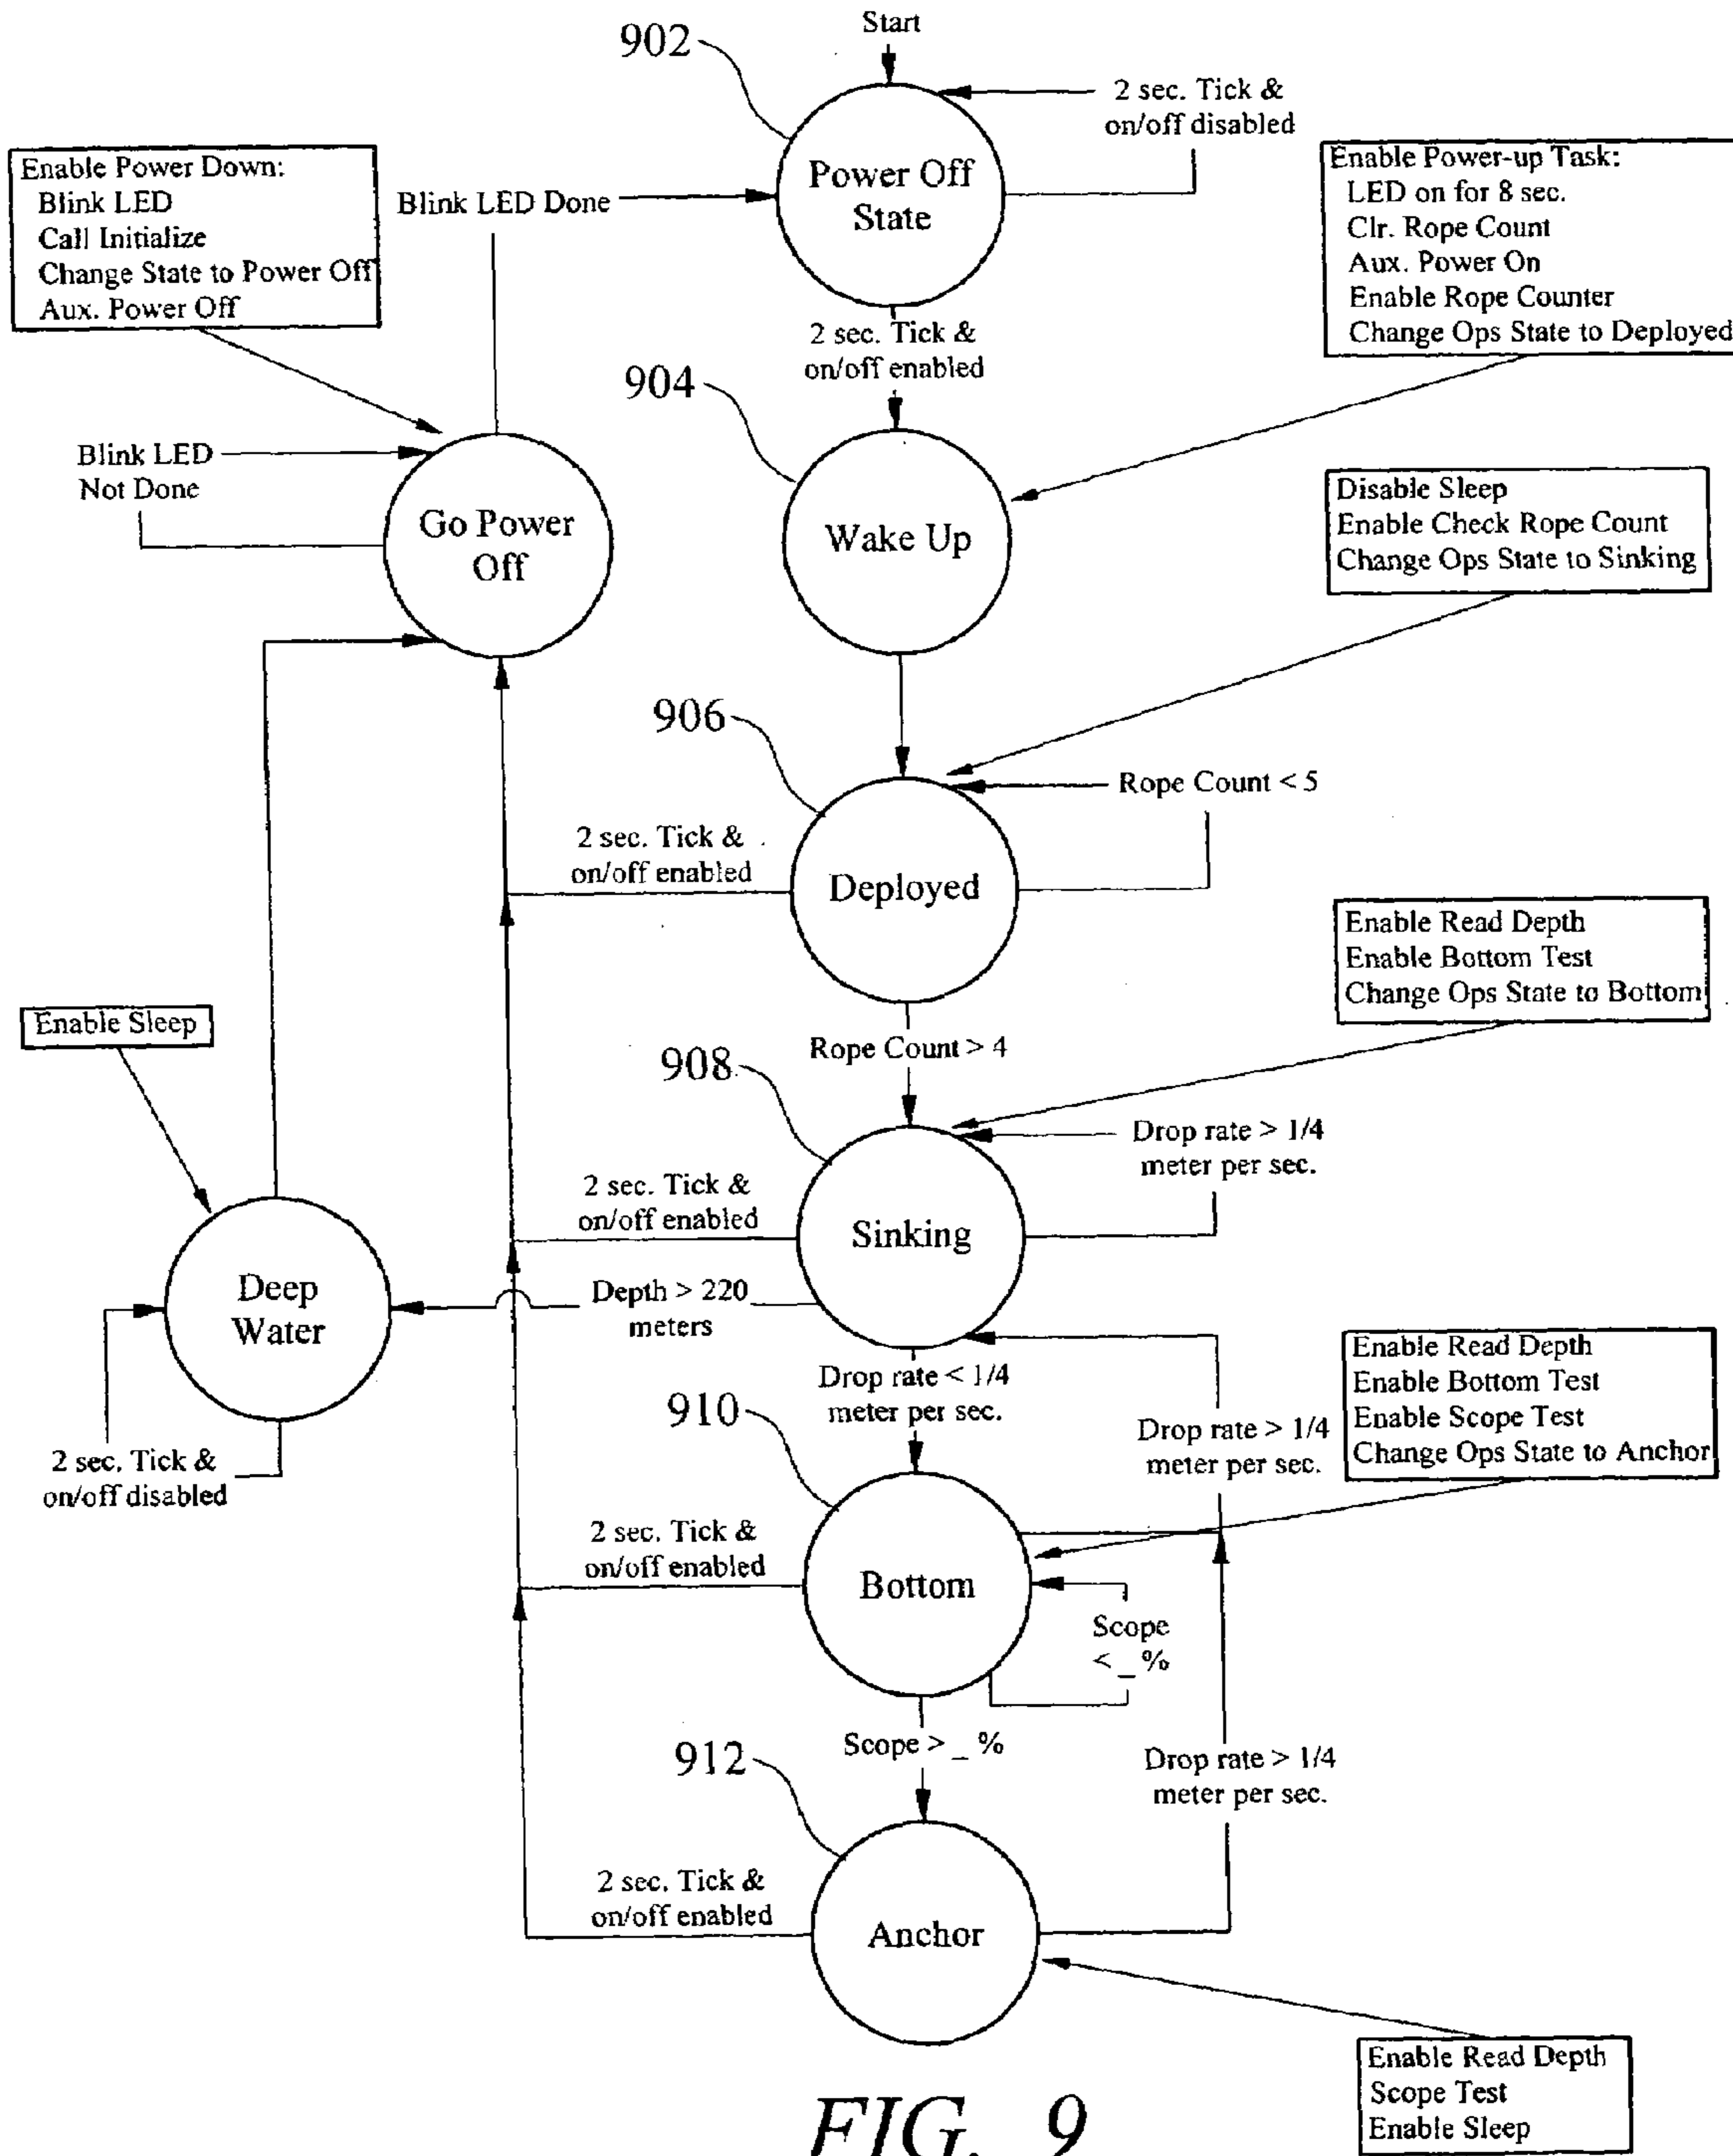 Start
902
2 sec. Tick &
on/off disabled
Power Off
State
Enable Power Down:
Blink LED
Call Initialize
Change State to Power Off
Aux. Power Off
Blink LED Done
Enable Power-up Task:
LED on for 8 sec.
Clr. Rope Count
Aux. Power On
Enable Rope Counter
Change Ops State to Deployed
2 sec. Tick &
on/off enabled
904
Wake Up
Blink LED
Not Done
Go Power
Off
Disable Sleep
Enable Check Rope Count
Change Ops State to Sinking
906
Rope Count < 5
2 sec. Tick &
on/off enabled
Deployed
Enable Read Depth
Enable Bottom Test
Change Ops State to Bottom
Enable Sleep
Rope Count > 4
908
Drop rate > 1/4
meter per sec.
2 sec. Tick &
on/off enabled
Sinking
Deep
Water
Depth > 220
meters
2 sec. Tick &
on/off disabled
Drop rate < 1/4
meter per sec.
910
Drop rate > 1/4
meter per sec.
Enable Read Depth
Enable Bottom Test
Enable Scope Test
Change Ops State to Anchor
2 sec. Tick &
on/off enabled
Bottom
Scope
< _ %
Scope > _ %
912
Drop rate > 1/4
meter per sec.
2 sec. Tick &
on/off enabled
Anchor
Enable Read Depth
Scope Test
Enable Sleep
FIG. 9